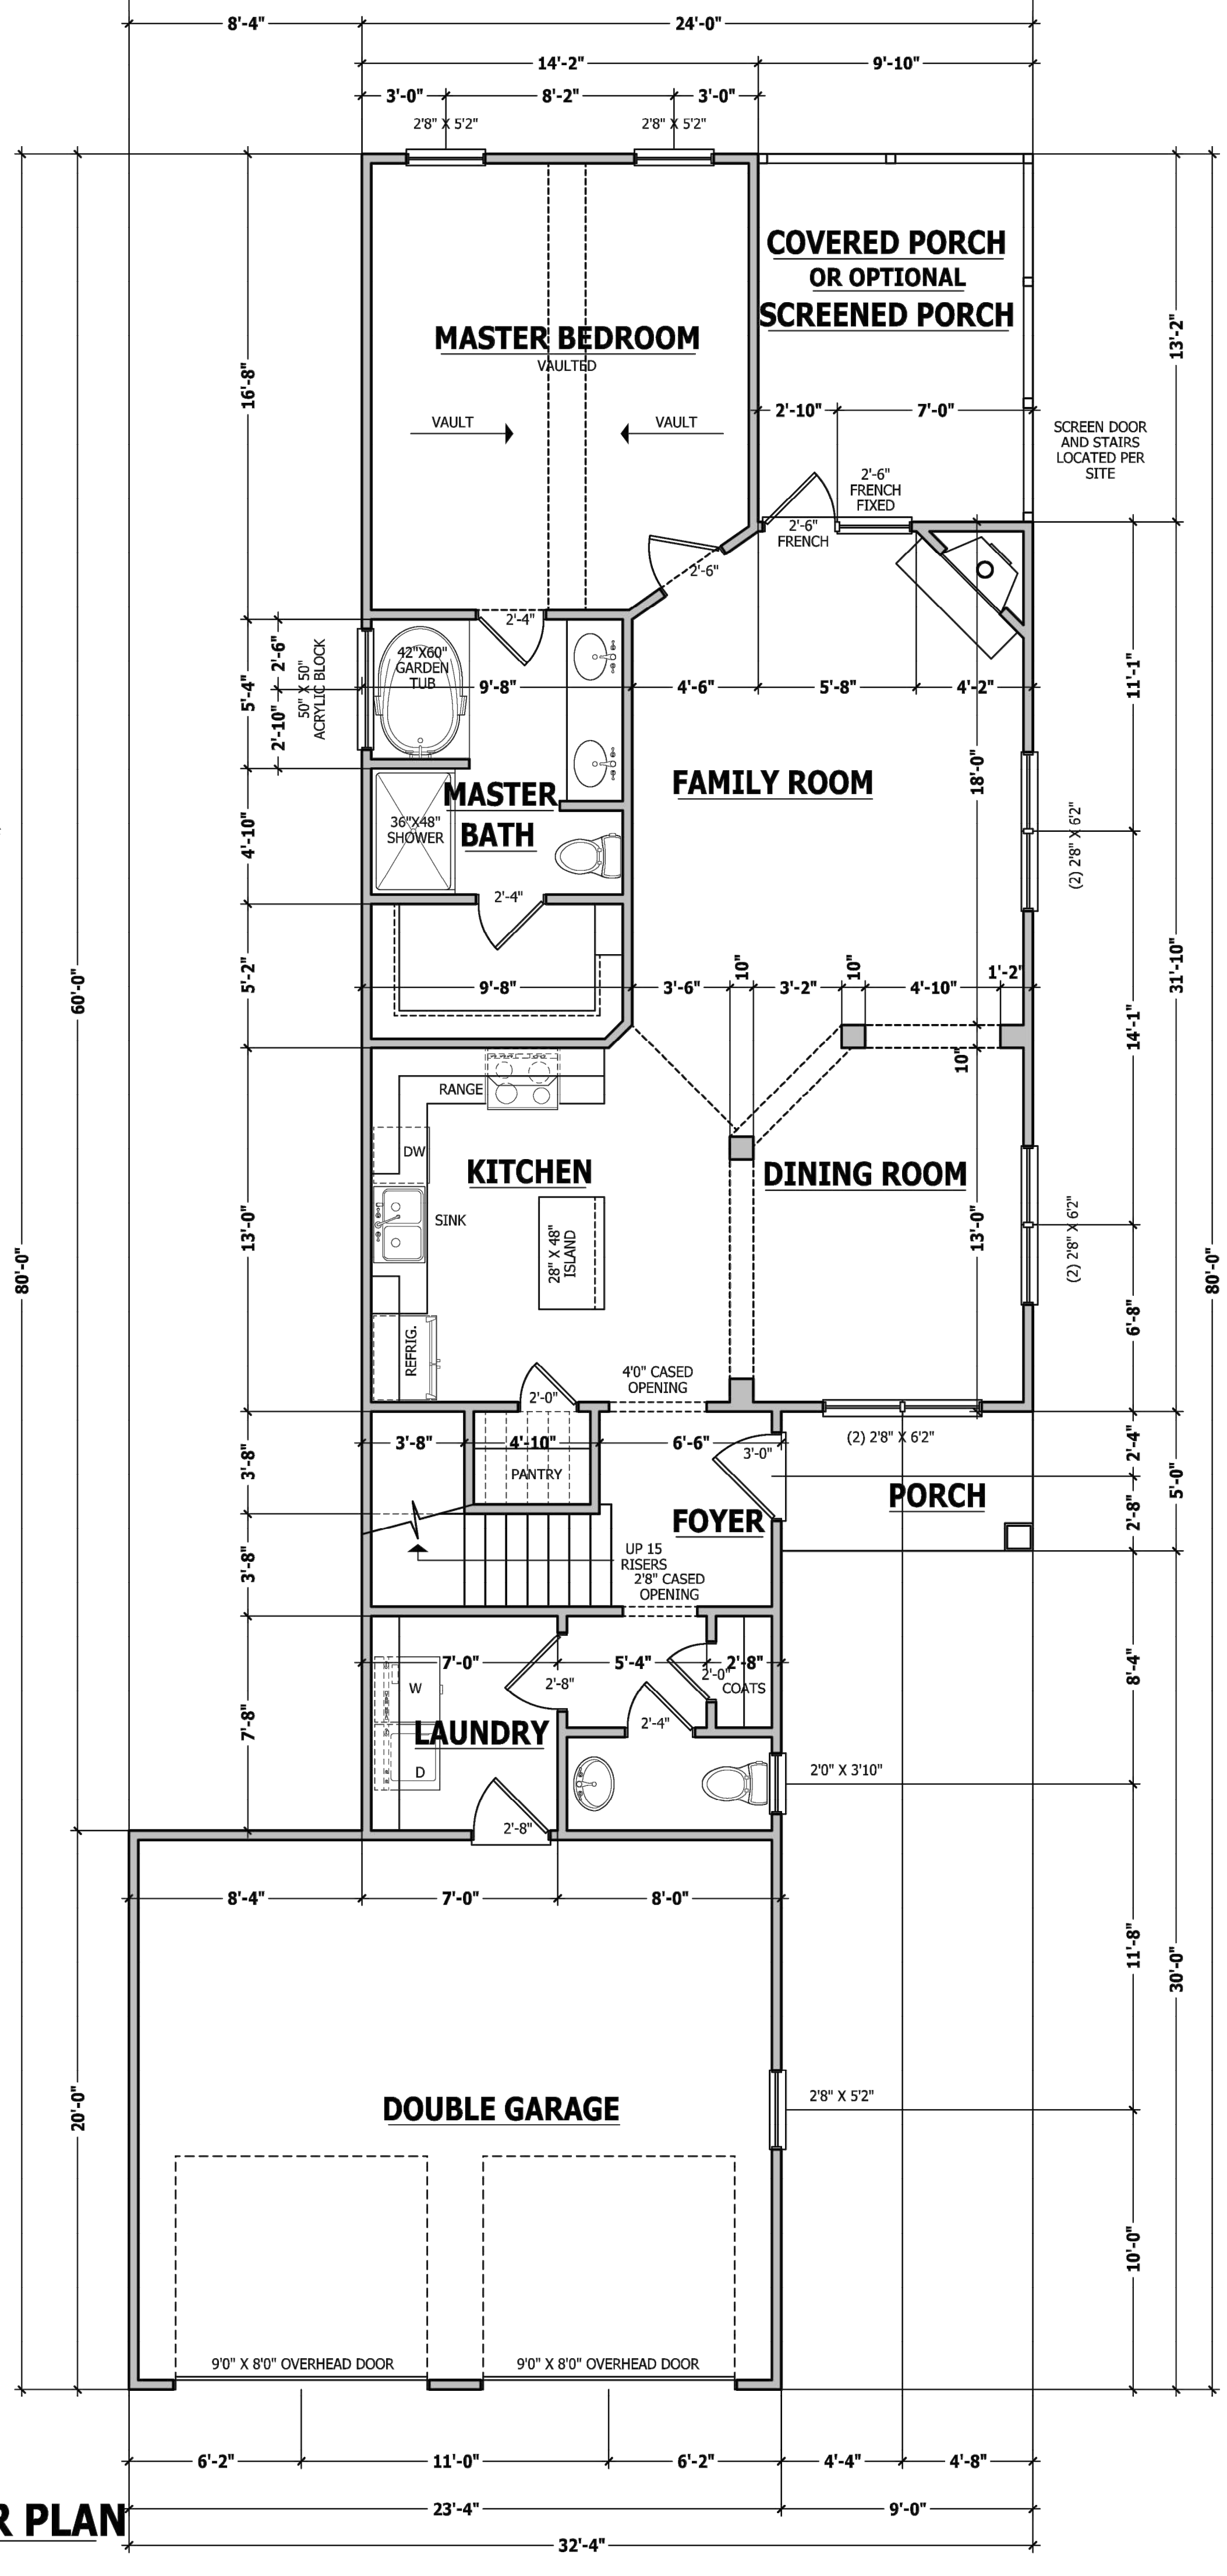 8'-4"
24'-0"
14'-2"
9'-10"
3'-0"
8'-2"
3'-0"
2'8" X 5'2"
2'8" X 5'2"
COVERED PORCH
OR OPTIONAL
SCREENED PORCH
MASTER BEDROOM
VAULTED
VAULT
VAULT
16'-8"
13'-2"
2'-10"
7'-0"
SCREEN DOOR
AND STAIRS
LOCATED PER
SITE
2'-6"
FRENCH
FIXED
2'-6"
FRENCH
2'-6"
2'-4"
42"X60"
GARDEN
TUB
50" X 50"
ACRYLIC BLOCK
2'-6"
2'-10"
5'-4"
9'-8"
4'-6"
5'-8"
4'-2"
11'-1"
18'-0"
FAMILY ROOM
MASTER
BATH
36"X48"
SHOWER
4'-10"
(2) 2'8" X 6'2"
2'-4"
5'-2"
9'-8"
3'-6"
10"
3'-2"
10"
4'-10"
1'-2"
10"
60'-0"
31'-10"
14'-1"
RANGE
DW
KITCHEN
DINING ROOM
SINK
28" X 48"
ISLAND
13'-0"
13'-0"
(2) 2'8" X 6'2"
80'-0"
80'-0"
6'-8"
REFRIG.
4'0" CASED
OPENING
2'-0"
3'-8"
4'-10"
6'-6"
3'-0"
(2) 2'8" X 6'2"
2'-4"
3'-8"
PANTRY
PORCH
5'-0"
2'-8"
FOYER
UP 15
RISERS
3'-8"
2'8" CASED
OPENING
7'-0"
5'-4"
2'-8"
8'-4"
2'-8"
2'-0"
COATS
W
2'-4"
LAUNDRY
7'-8"
D
2'0" X 3'10"
2'-8"
8'-4"
7'-0"
8'-0"
11'-8"
30'-0"
20'-0"
DOUBLE GARAGE
2'8" X 5'2"
10'-0"
9'0" X 8'0" OVERHEAD DOOR
9'0" X 8'0" OVERHEAD DOOR
6'-2"
11'-0"
6'-2"
4'-4"
4'-8"
23'-4"
9'-0"
R PLAN
32'-4"